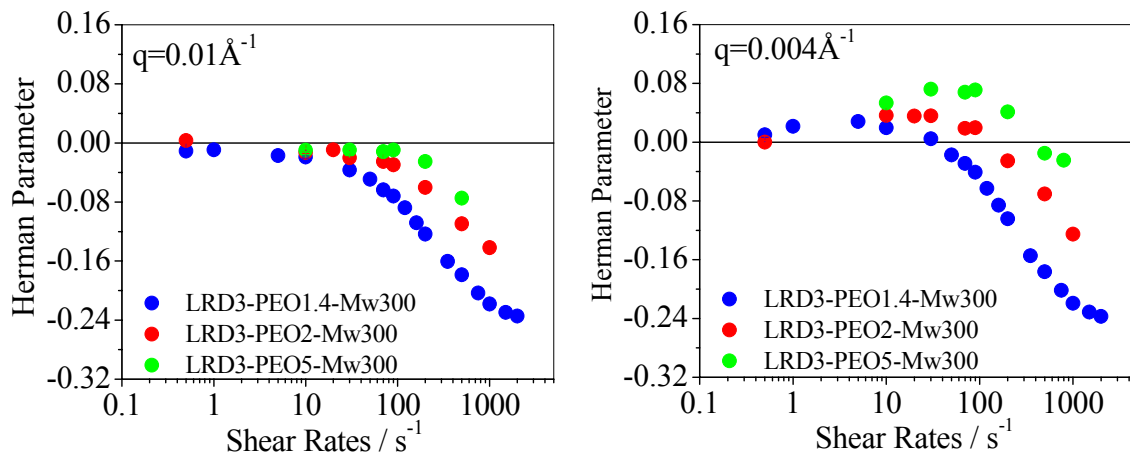 q=0.01Å⁻¹
Herman Parameter
0.16
0.08
0.00
-0.08
-0.16
-0.24
-0.32
LRD3-PEO1.4-Mw300
LRD3-PEO2-Mw300
LRD3-PEO5-Mw300
0.1 1 10 100 1000
Shear Rates / s⁻¹
q=0.004Å⁻¹
Herman Parameter
0.16
0.08
0.00
-0.08
-0.16
-0.24
-0.32
LRD3-PEO1.4-Mw300
LRD3-PEO2-Mw300
LRD3-PEO5-Mw300
0.1 1 10 100 1000
Shear Rates / s⁻¹